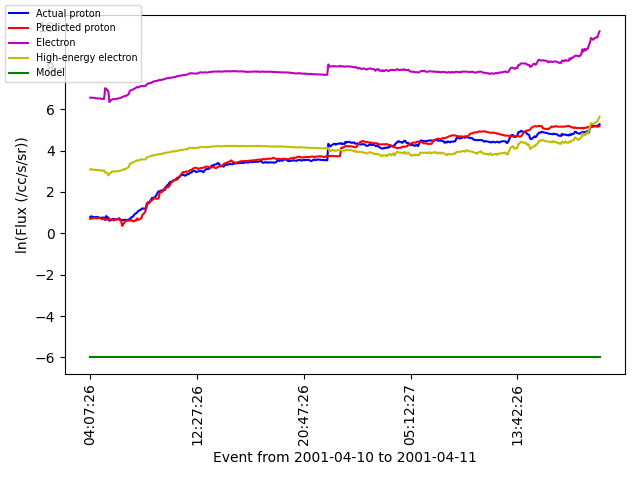 Actual proton
Predicted proton
Electron
High-energy electron
Model
6
4
2
0
−2
−4
−6
ln(Flux (/cc/s/sr))
04:07:26
12:27:26
20:47:26
05:12:27
13:42:26
Event from 2001-04-10 to 2001-04-11